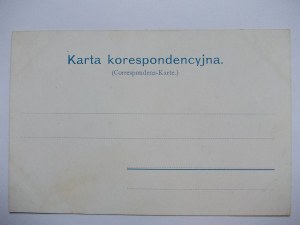 Karta korespondencyjna.
(Correspondenz-Karte.)